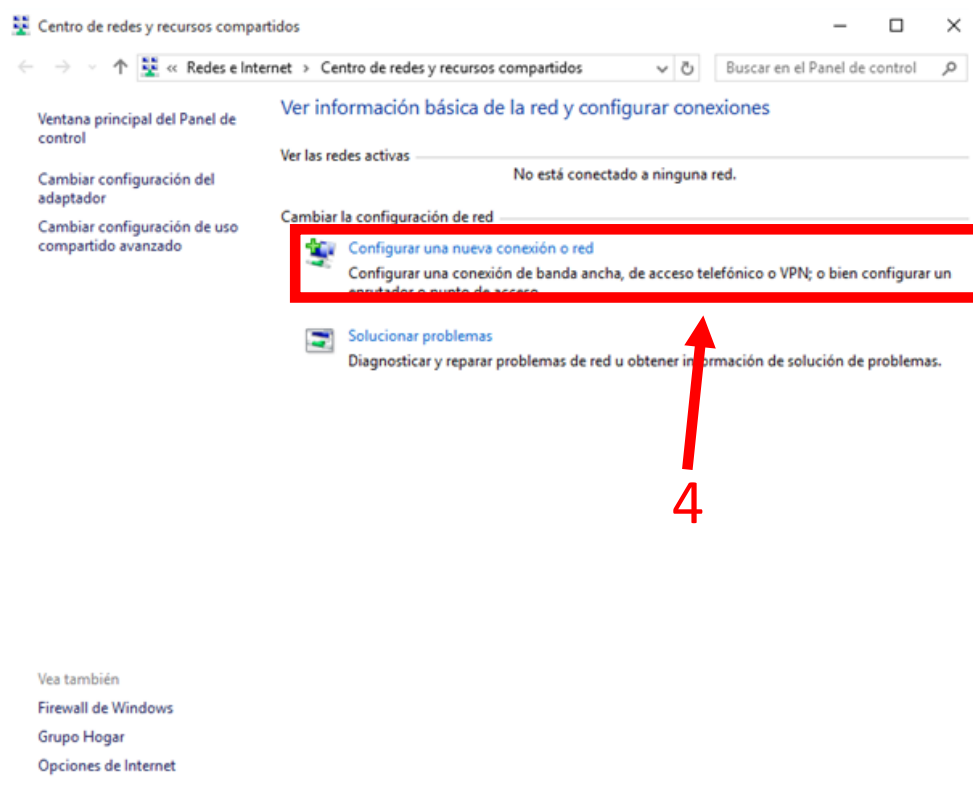 Centro de redes y recursos compartidos
« Redes e Internet › Centro de redes y recursos compartidos
Buscar en el Panel de control
Ventana principal del Panel de
control
Cambiar configuración del
adaptador
Cambiar configuración de uso
compartido avanzado
Ver información básica de la red y configurar conexiones
Ver las redes activas
No está conectado a ninguna red.
Cambiar la configuración de red
Configurar una nueva conexión o red
Configurar una conexión de banda ancha, de acceso telefónico o VPN; o bien configurar un
enrutador o punto de acceso.
Solucionar problemas
Diagnosticar y reparar problemas de red u obtener información de solución de problemas.
4
Vea también
Firewall de Windows
Grupo Hogar
Opciones de Internet